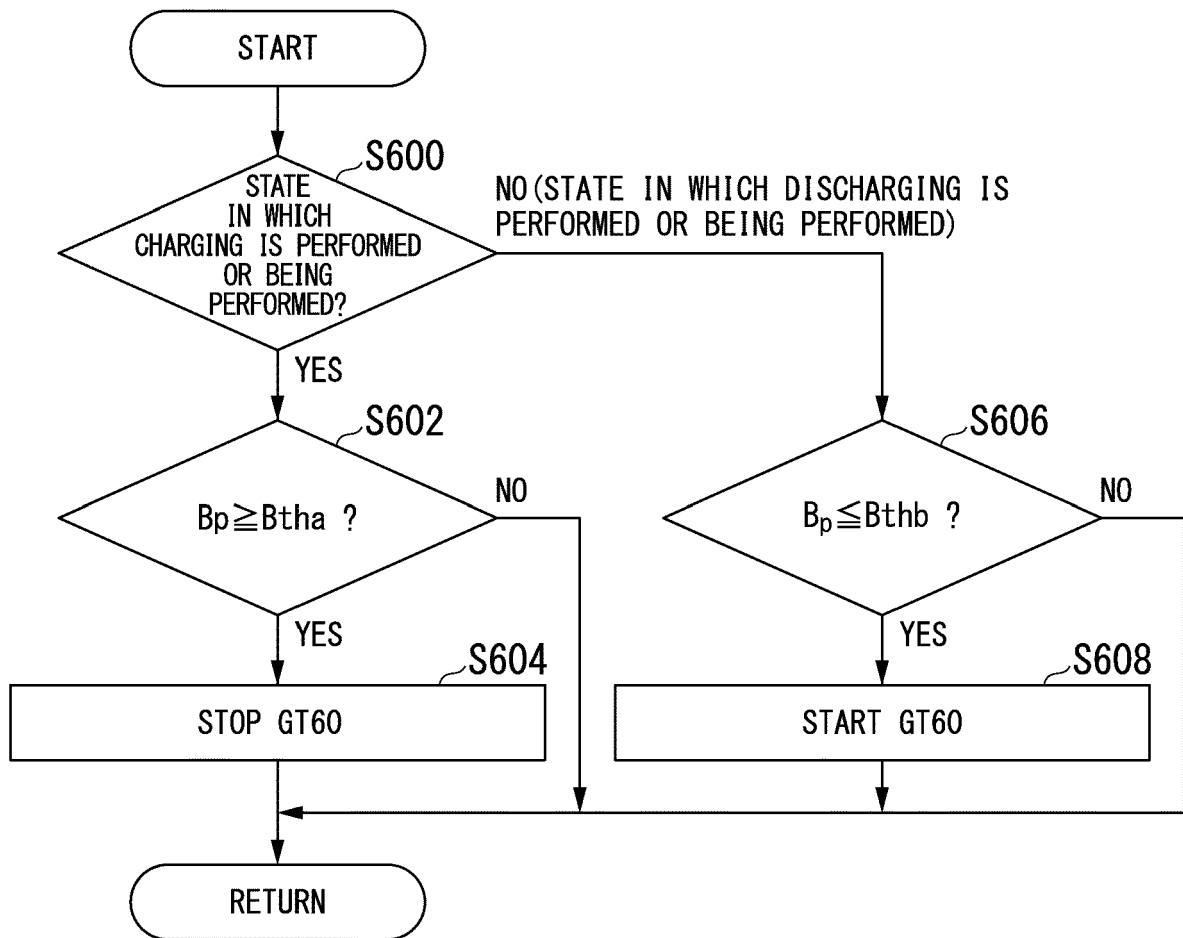 START
S600
STATE
IN WHICH
CHARGING IS PERFORMED
OR BEING
PERFORMED?
NO(STATE IN WHICH DISCHARGING IS
PERFORMED OR BEING PERFORMED)
YES
S602
Bp≧Btha ?
NO
YES
S604
STOP GT60
S606
Bp≦Bthb ?
NO
YES
S608
START GT60
RETURN